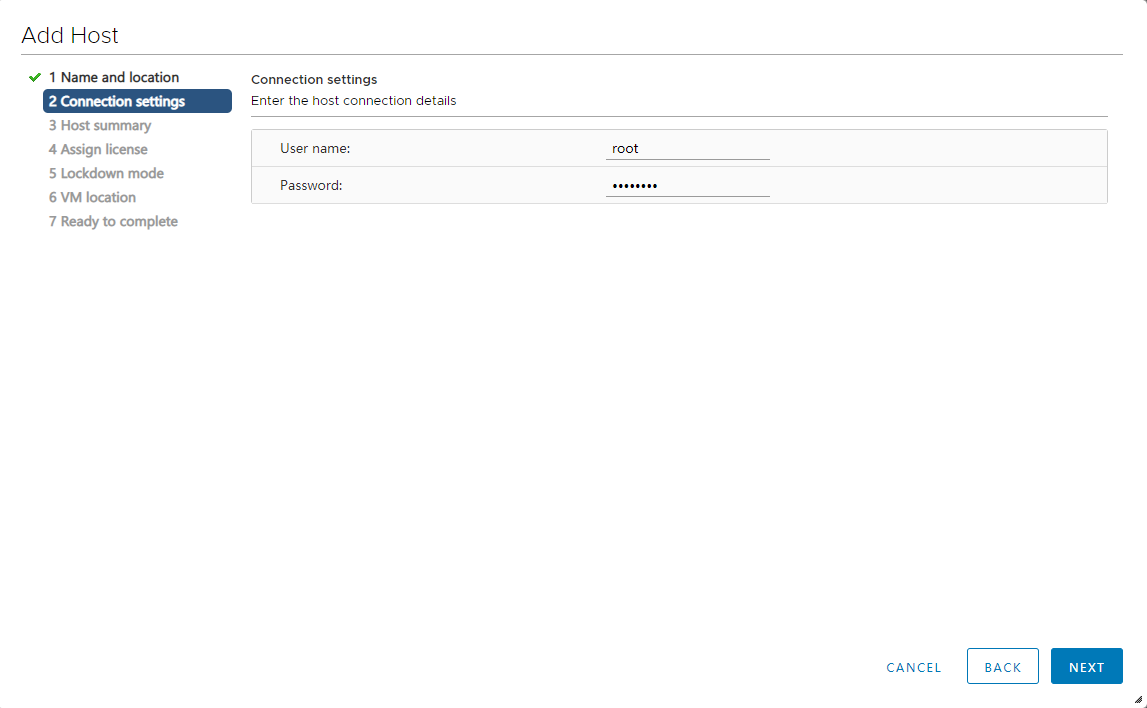 Add Host
1 Name and location
2 Connection settings
3 Host summary
4 Assign license
5 Lockdown mode
6 VM location
7 Ready to complete
Connection settings
Enter the host connection details
User name: root
Password: ••••••••
CANCEL BACK NEXT